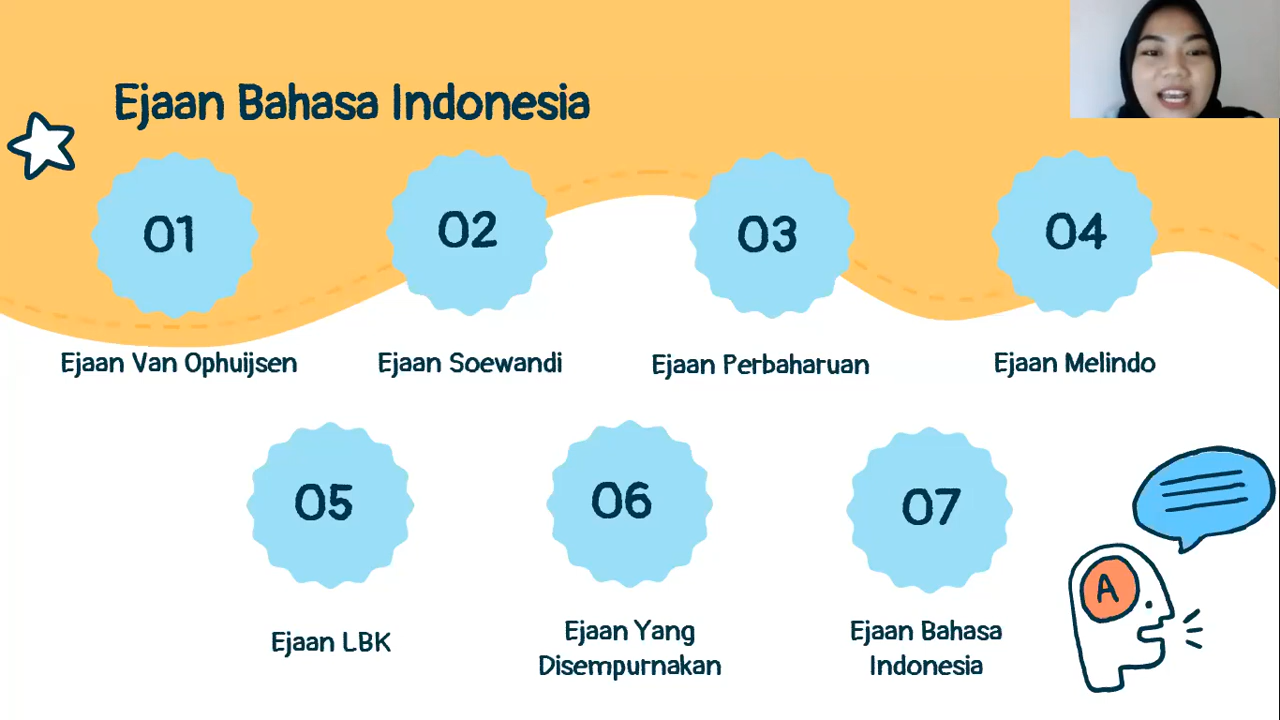 Ejaan Bahasa Indonesia
01
02
03
04
Ejaan Van Ophuijsen
Ejaan Soewandi
Ejaan Perbaharuan
Ejaan Melindo
05
06
07
Ejaan LBK
Ejaan Yang
Disempurnakan
Ejaan Bahasa
Indonesia
A